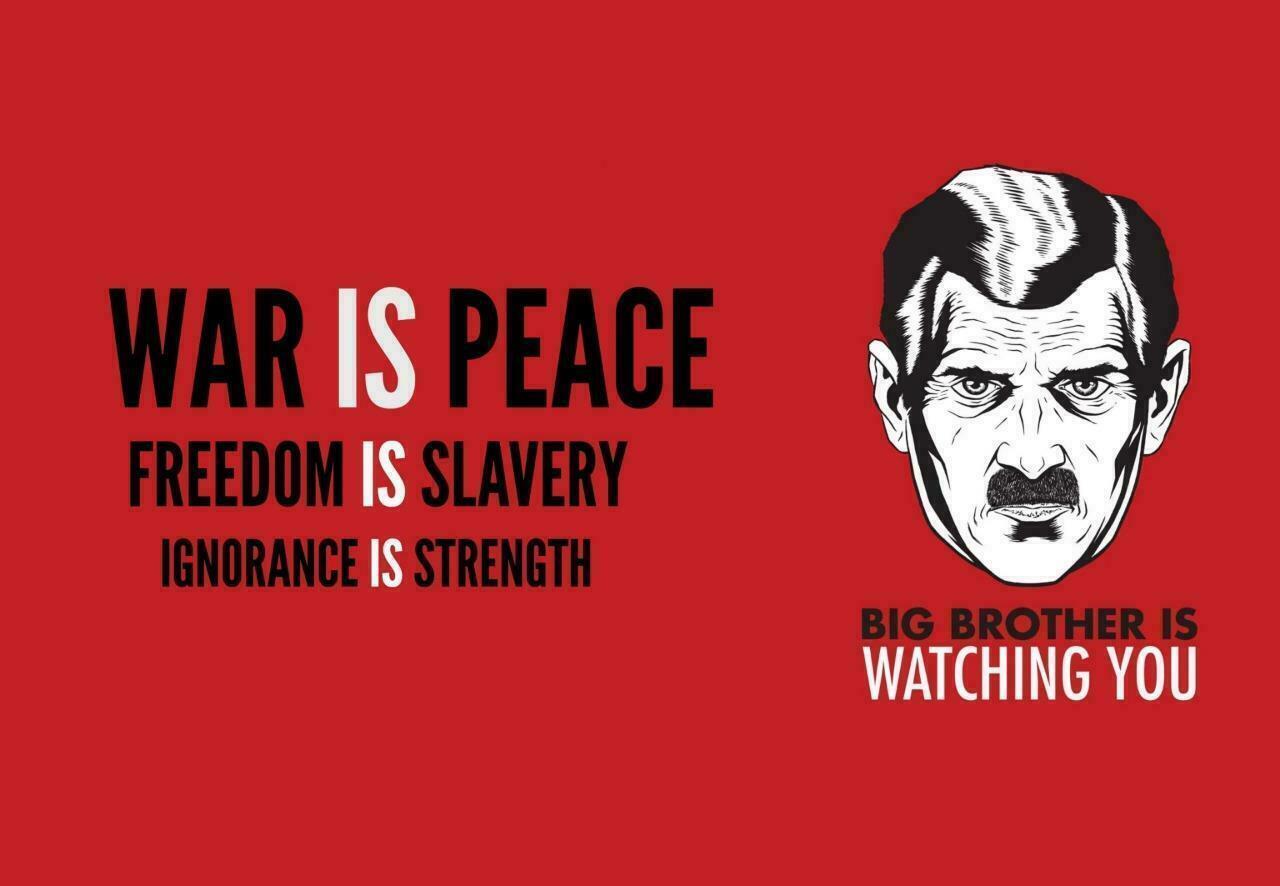 WAR IS PEACE
FREEDOM IS SLAVERY
IGNORANCE IS STRENGTH
BIG BROTHER IS
WATCHING YOU